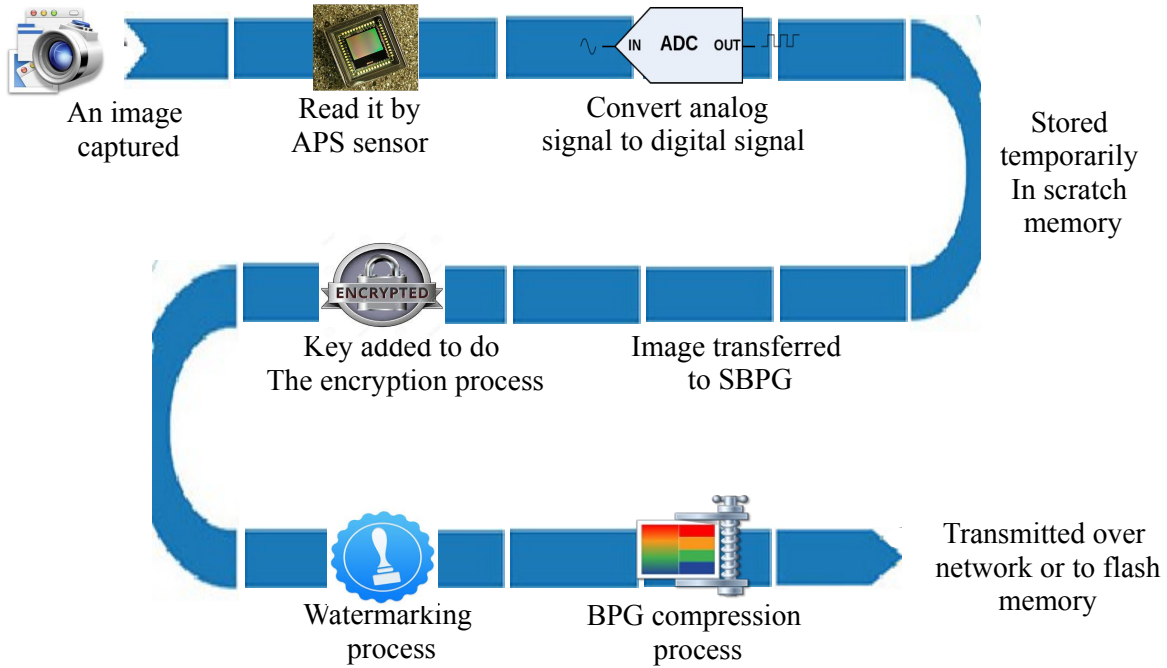 An image
captured
Read it by
APS sensor
IN ADC OUT
Convert analog
signal to digital signal
Stored
temporarily
In scratch
memory
Image transferred
to SBPG
ENCRYPTED
Key added to do
The encryption process
Watermarking
process
BPG compression
process
Transmitted over
network or to flash
memory